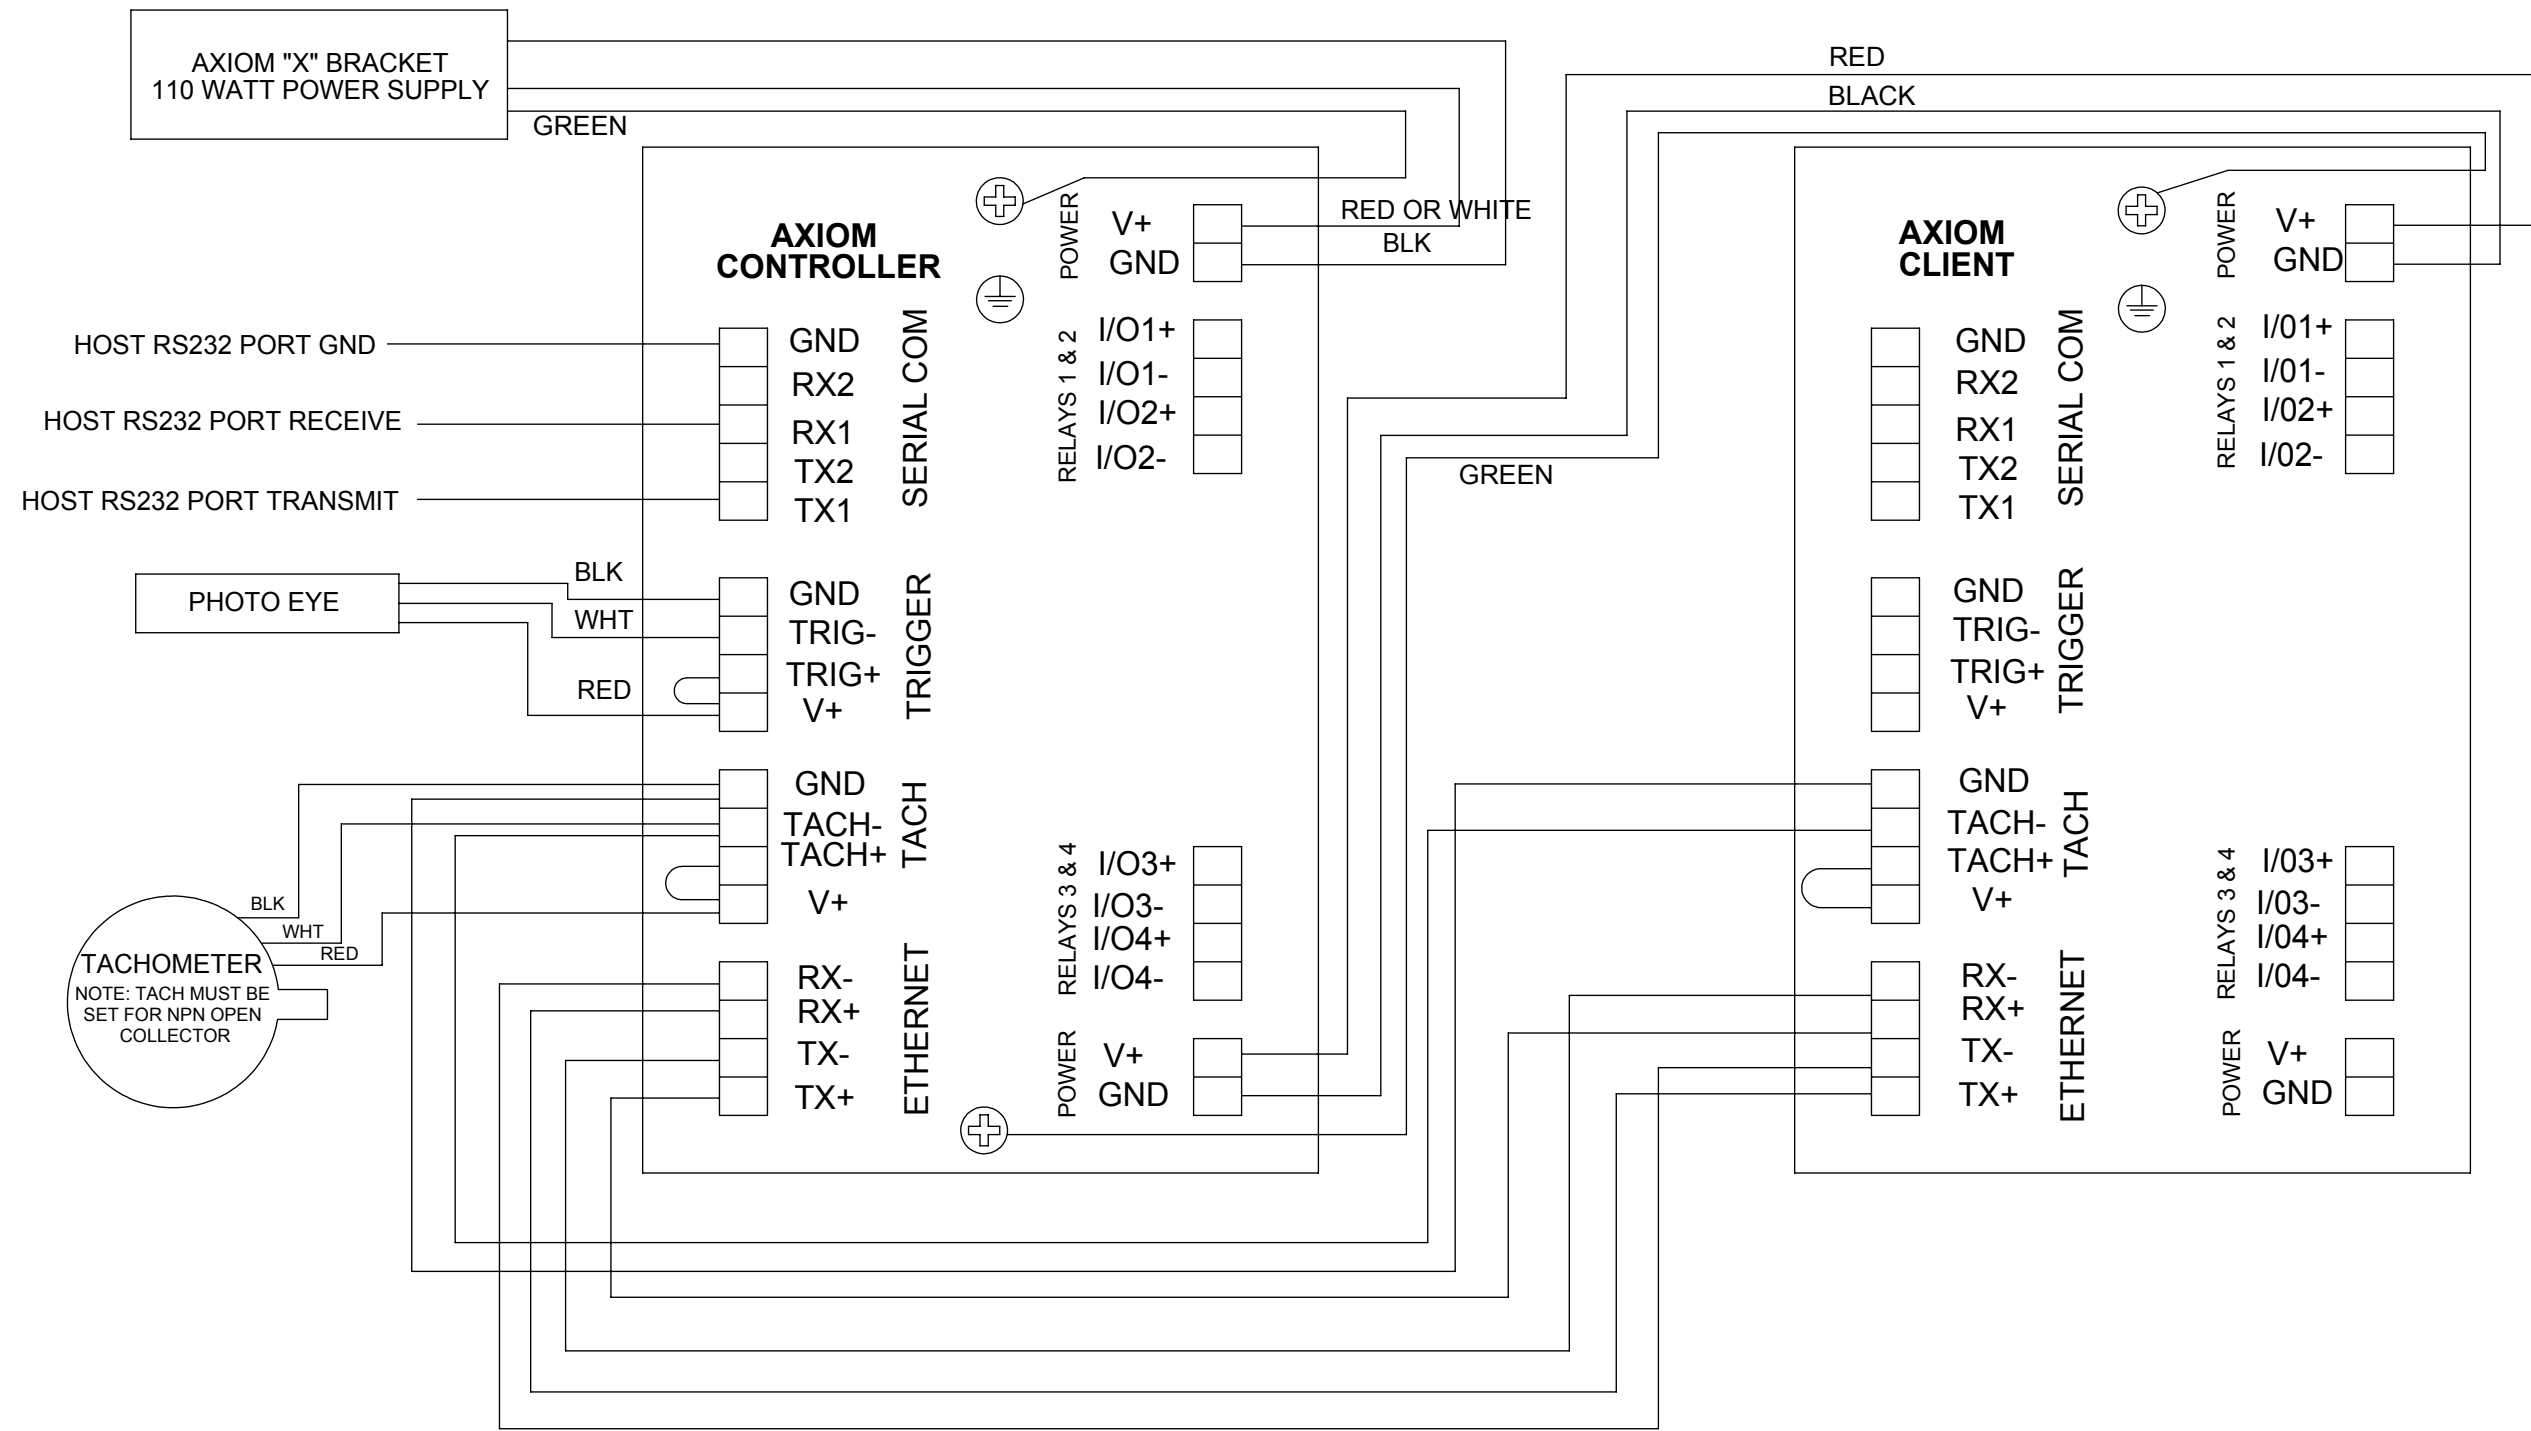 AXIOM "X" BRACKET
110 WATT POWER SUPPLY
GREEN
RED
BLACK
AXIOM
CONTROLLER
POWER
V+
GND
RED OR WHITE
BLK
HOST RS232 PORT GND
HOST RS232 PORT RECEIVE
HOST RS232 PORT TRANSMIT
GND
RX2
RX1
TX2
TX1
SERIAL COM
RELAYS 1 & 2
I/O1+
I/O1-
I/O2+
I/O2-
GREEN
PHOTO EYE
BLK
WHT
RED
GND
TRIG-
TRIG+
V+
TRIGGER
GND
TACH-
TACH+
V+
TACH
BLK
WHT
RED
TACHOMETER
NOTE: TACH MUST BE
SET FOR NPN OPEN
COLLECTOR
RX-
RX+
TX-
TX+
ETHERNET
RELAYS 3 & 4
I/O3+
I/O3-
I/O4+
I/O4-
POWER
V+
GND
AXIOM
CLIENT
POWER
V+
GND
GND
RX2
RX1
TX2
TX1
SERIAL COM
RELAYS 1 & 2
I/01+
I/01-
I/02+
I/02-
GND
TRIG-
TRIG+
V+
TRIGGER
GND
TACH-
TACH+
V+
TACH
RX-
RX+
TX-
TX+
ETHERNET
RELAYS 3 & 4
I/03+
I/03-
I/04+
I/04-
POWER
V+
GND